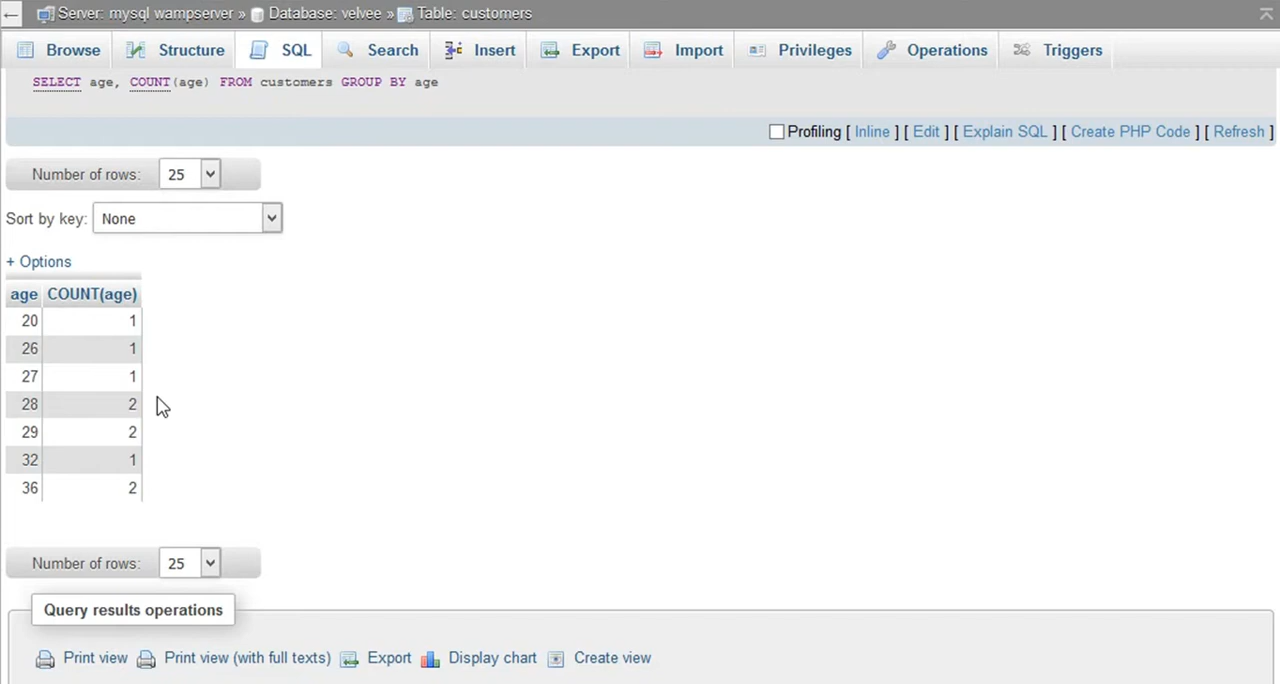 Server: mysql wampserver » Database: velvee » Table: customers
Browse Structure SQL Search Insert Export Import Privileges Operations Triggers
SELECT age, COUNT(age) FROM customers GROUP BY age
Profiling [ Inline ] [ Edit ] [ Explain SQL ] [ Create PHP Code ] [ Refresh ]
Number of rows: 25
Sort by key: None
+ Options
age COUNT(age)
20 1
26 1
27 1
28 2
29 2
32 1
36 2
Number of rows: 25
Query results operations
Print view Print view (with full texts) Export Display chart Create view